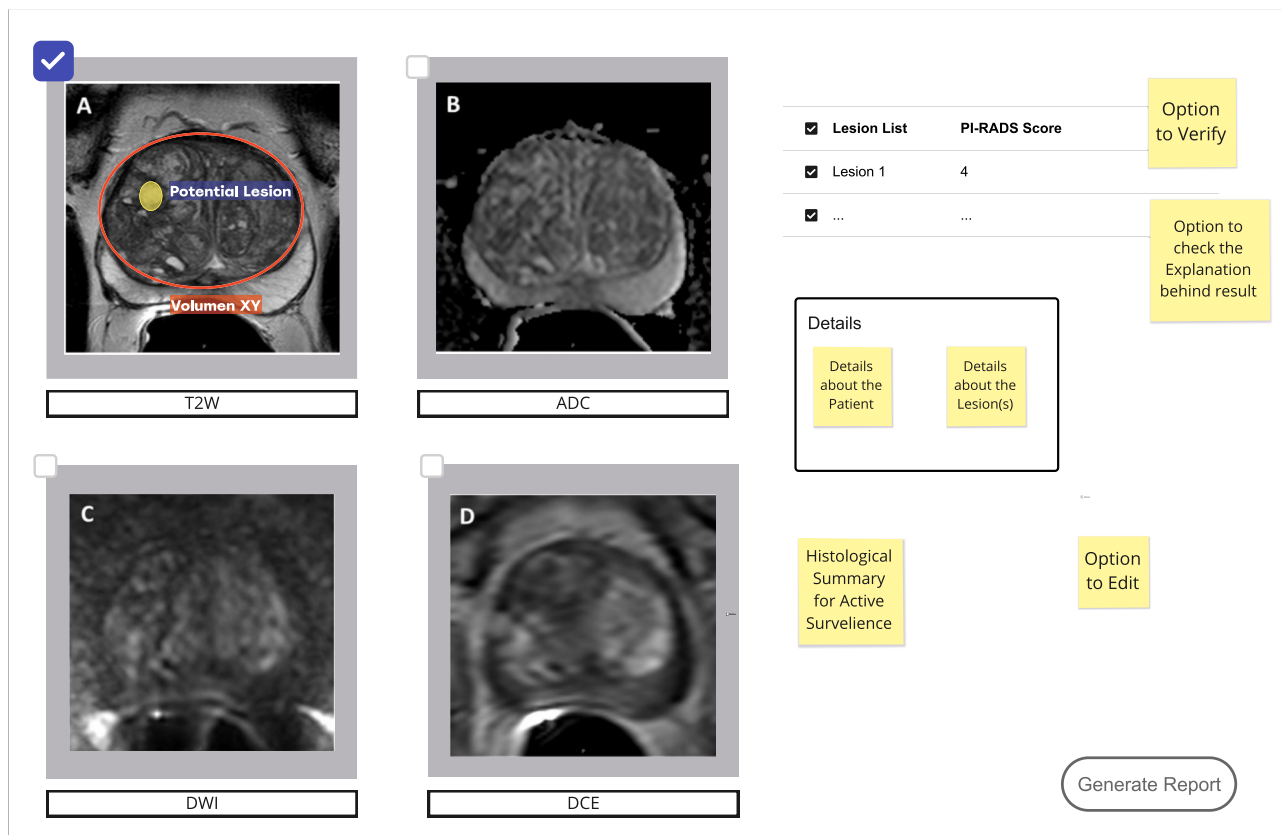 A
Potential Lesion
Volumen XY
T2W
B
ADC
C
DWI
D
DCE
Lesion List PI-RADS Score
Lesion 1 4
... ...
Option
to Verify
Option to
check the
Explanation
behind result
Details
Details
about the
Patient
Details
about the
Lesion(s)
Histological
Summary
for Active
Survelience
Option
to Edit
Generate Report